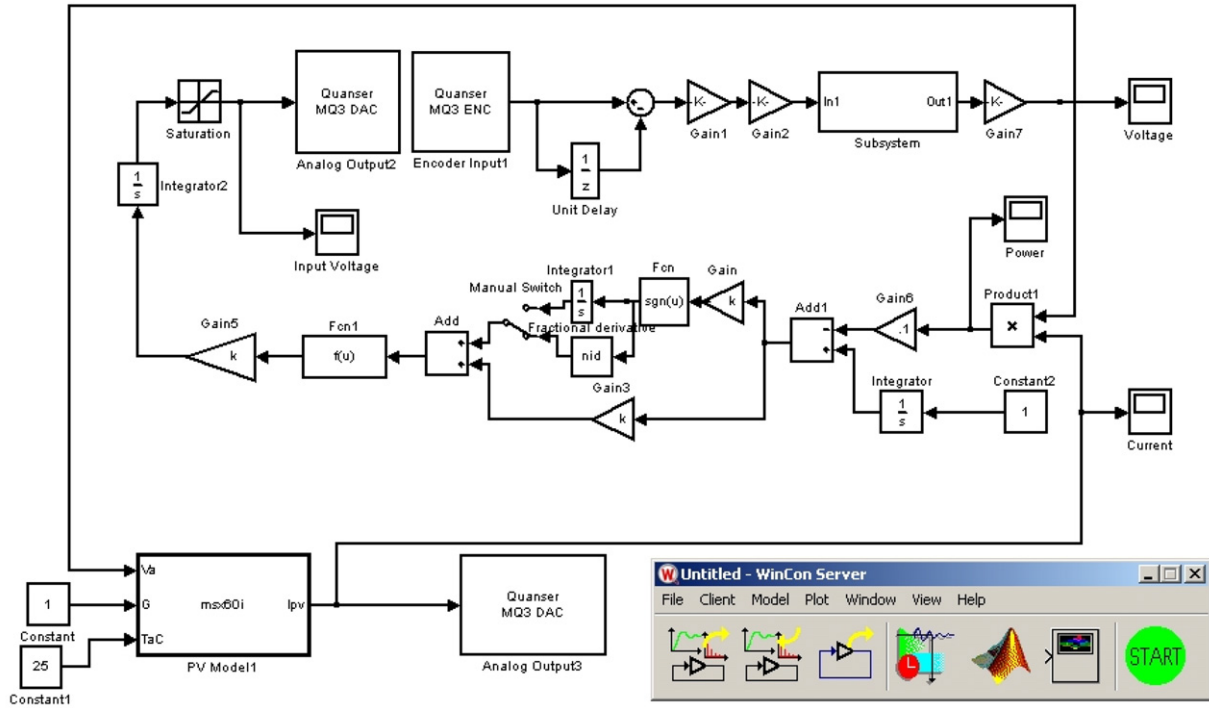 Saturation
Quanser
MQ3 DAC
Analog Output2
Quanser
MQ3 ENC
Encoder Input1
1
z
Unit Delay
-K-
Gain1
-K-
Gain2
In1
Out1
Subsystem
-K-
Gain7
Voltage
1
s
Integrator2
Input Voltage
Power
Manual Switch
Integrator1
1
s
Fcn
sgn(u)
Gain
k
Fractional derivative
nid
Gain3
k
Add1
Gain6
.1
Product1
×
Integrator
1
s
Constant2
1
Current
Gain5
k
Fcn1
f(u)
Add
Va
G
TaC
msx60i
Ipv
PV Model1
1
Constant
25
Constant1
Quanser
MQ3 DAC
Analog Output3
Untitled - WinCon Server
File Client Model Plot Window View Help
START